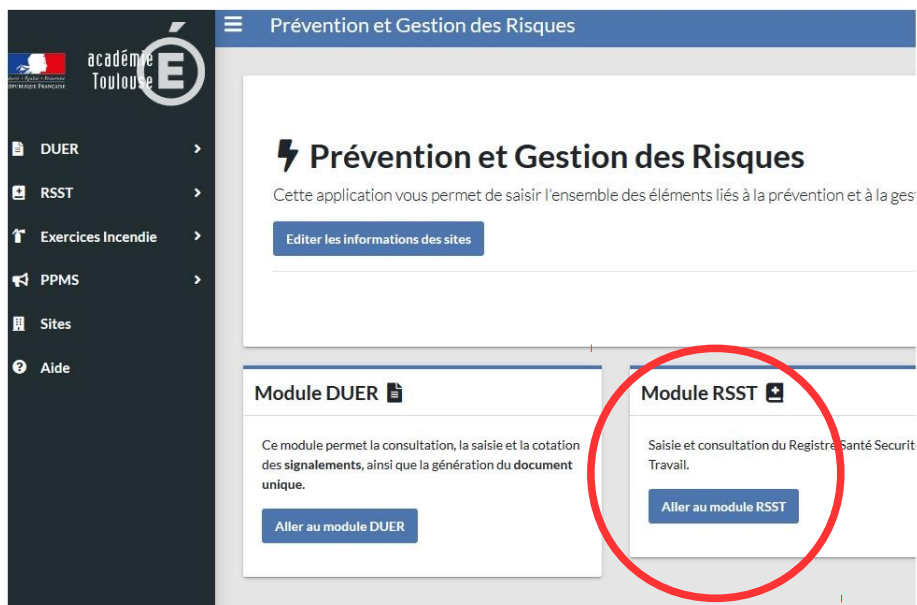 Prévention et Gestion des Risques
académie
Toulouse
RÉPUBLIQUE FRANÇAISE
DUER
RSST
Exercices Incendie
PPMS
Sites
Aide
Prévention et Gestion des Risques
Cette application vous permet de saisir l'ensemble des éléments liés à la prévention et à la ges
Editer les informations des sites
Module DUER
Ce module permet la consultation, la saisie et la cotation
des signalements, ainsi que la génération du document
unique.
Aller au module DUER
Module RSST
Saisie et consultation du Registre Santé Securit
Travail.
Aller au module RSST